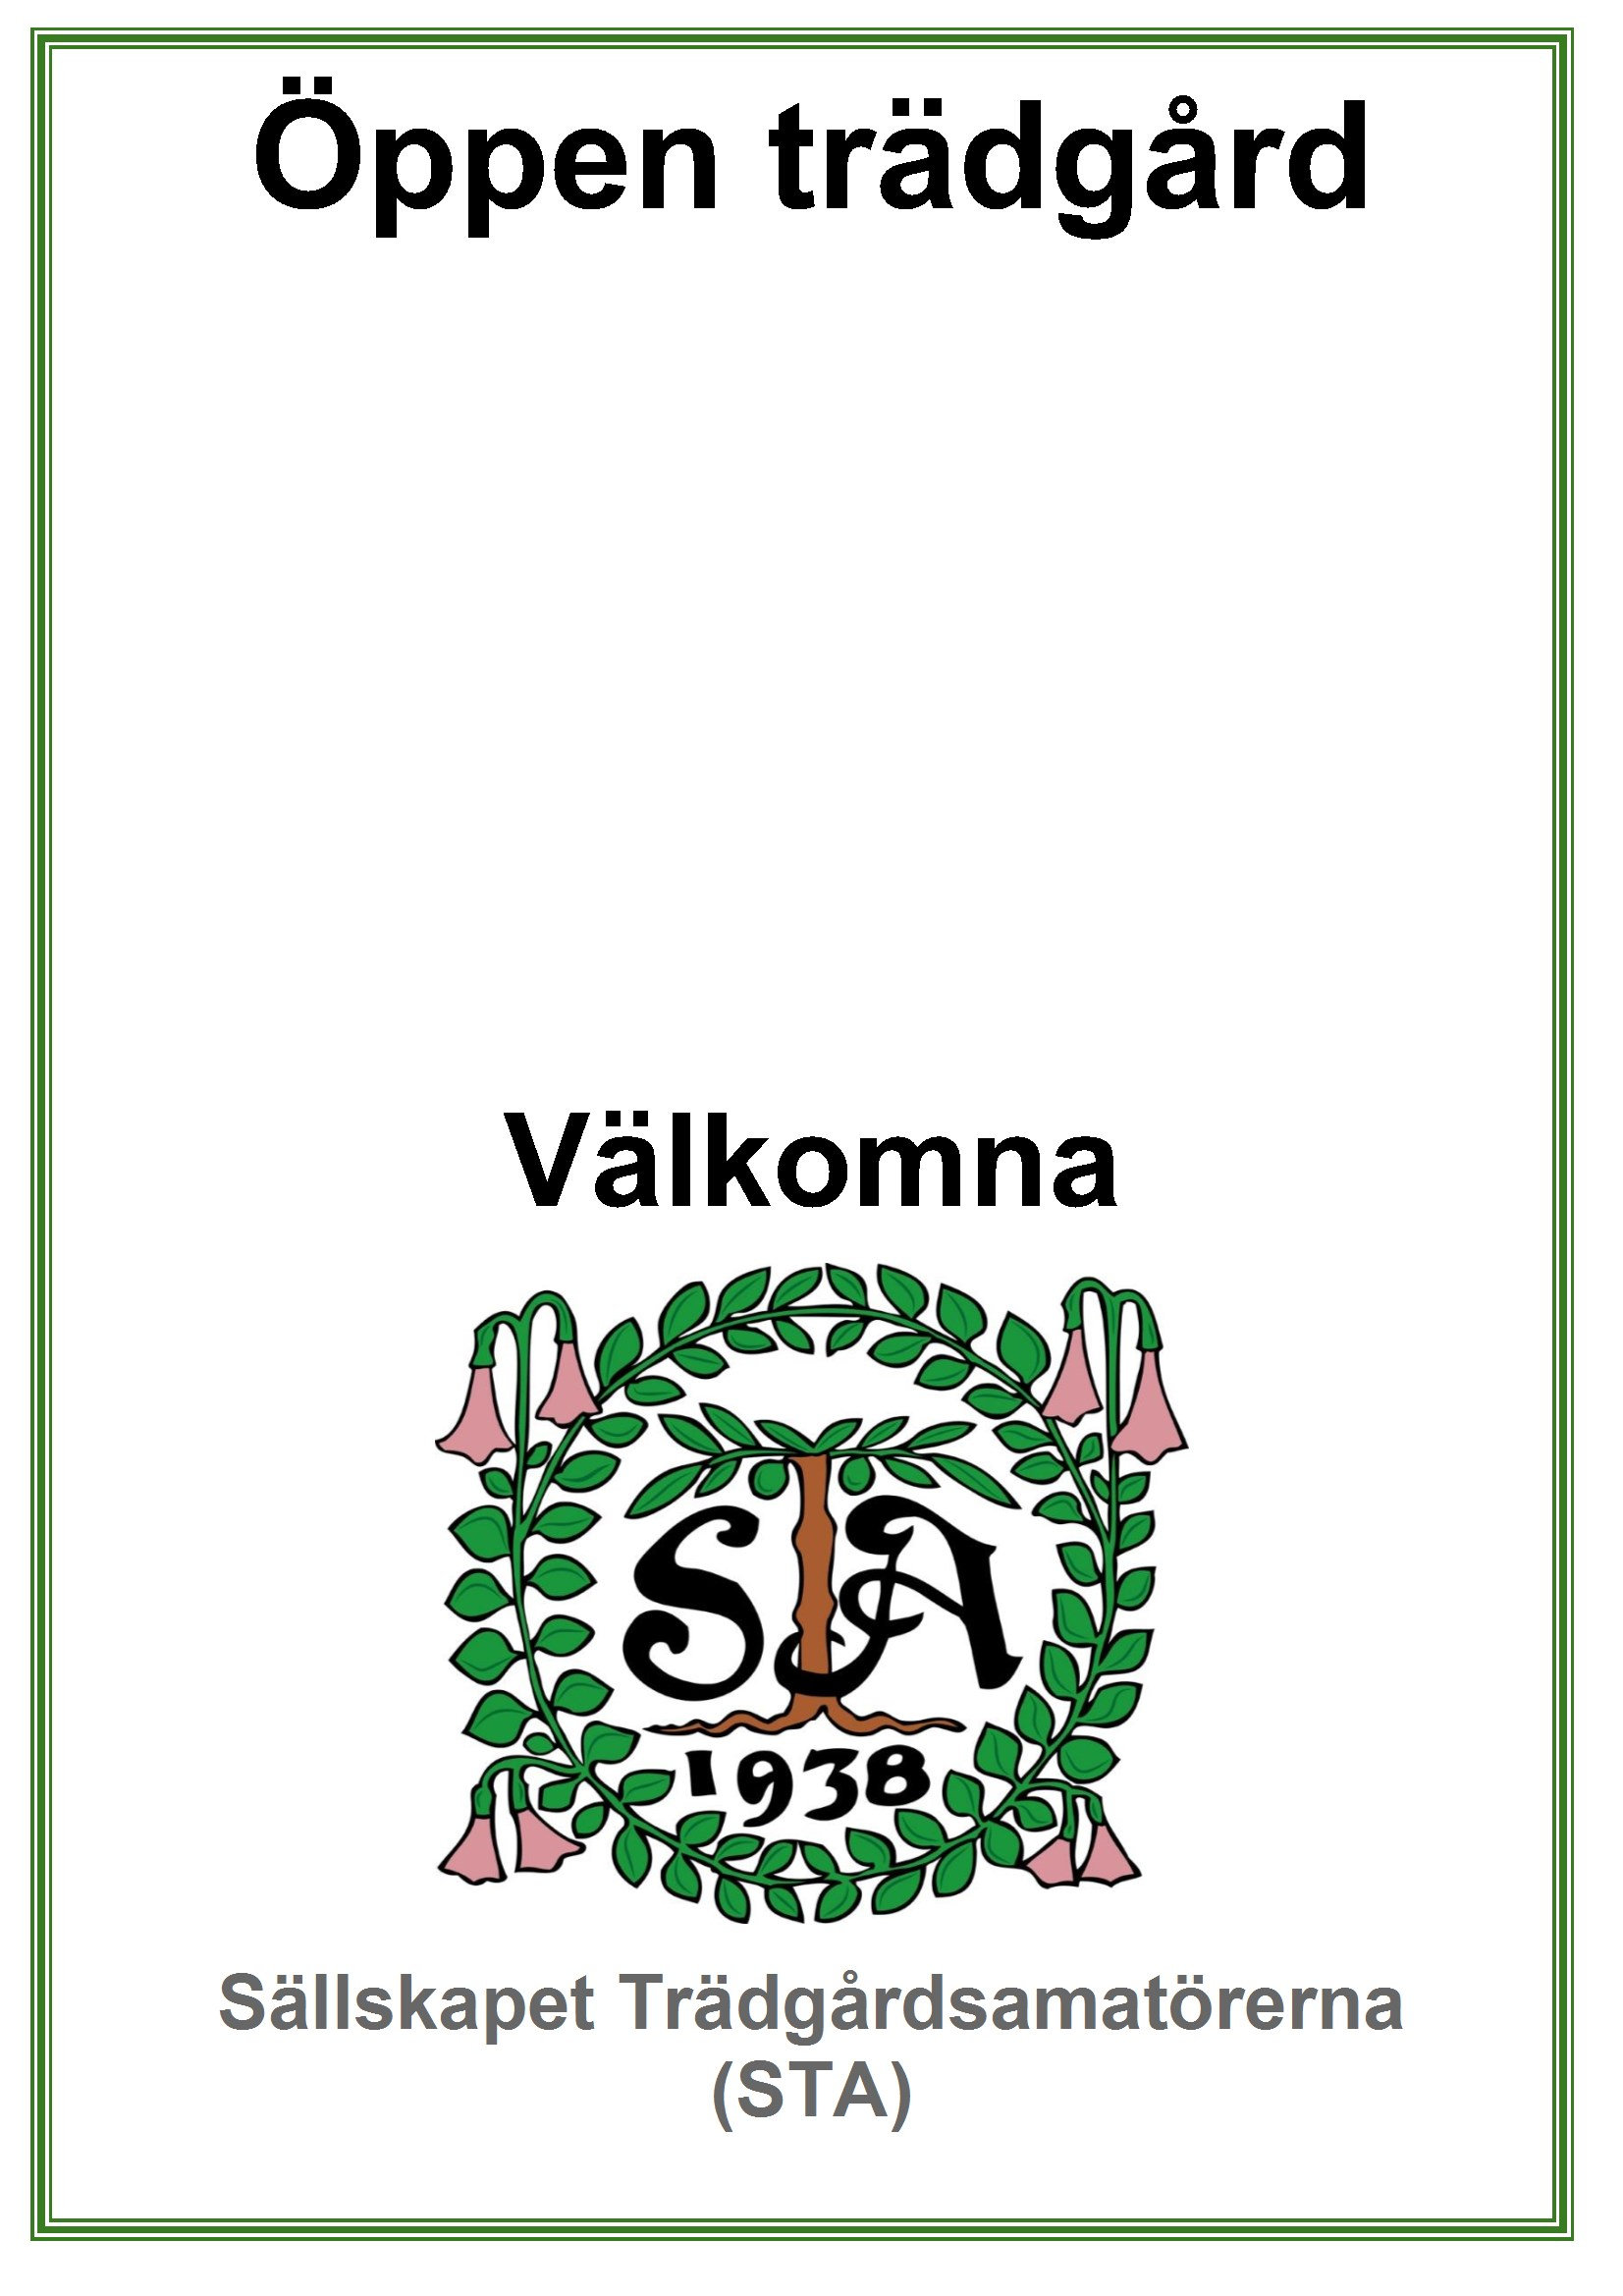 Öppen trädgård
Välkomna
STA
1938
Sällskapet Trädgårdsamatörerna
(STA)